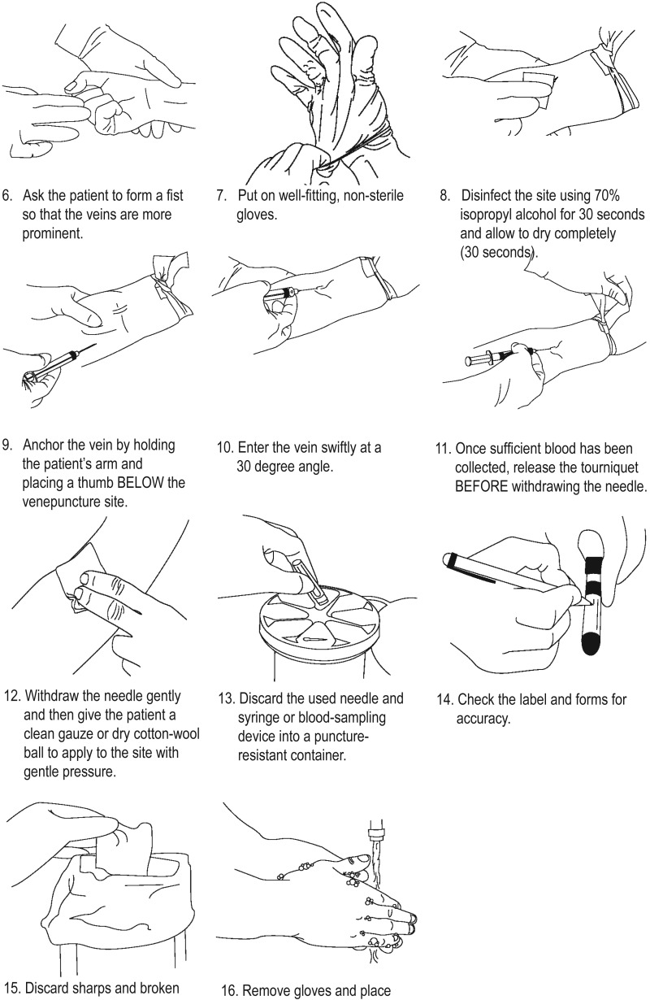 6. Ask the patient to form a fist
so that the veins are more
prominent.
7. Put on well-fitting, non-sterile
gloves.
8. Disinfect the site using 70%
isopropyl alcohol for 30 seconds
and allow to dry completely
(30 seconds).
9. Anchor the vein by holding
the patient's arm and
placing a thumb BELOW the
venepuncture site.
10. Enter the vein swiftly at a
30 degree angle.
11. Once sufficient blood has been
collected, release the tourniquet
BEFORE withdrawing the needle.
12. Withdraw the needle gently
and then give the patient a
clean gauze or dry cotton-wool
ball to apply to the site with
gentle pressure.
13. Discard the used needle and
syringe or blood-sampling
device into a puncture-
resistant container.
14. Check the label and forms for
accuracy.
15. Discard sharps and broken
16. Remove gloves and place